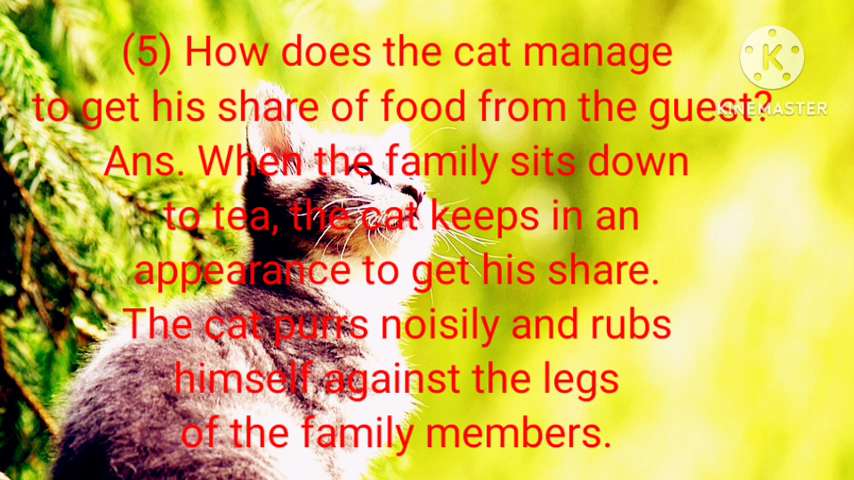 (5) How does the cat manage
to get his share of food from the guest?
Ans. When the family sits down
to tea, the cat keeps in an
appearance to get his share.
The cat purrs noisily and rubs
himself against the legs
of the family members.
K
KINEMASTER